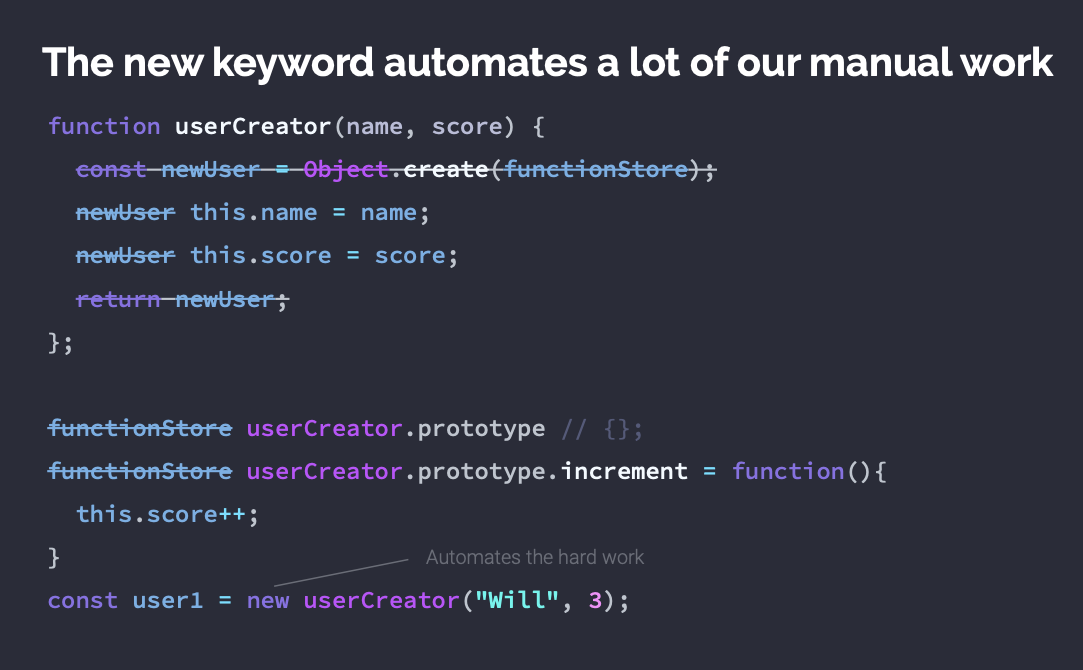 The new keyword automates a lot of our manual work
function userCreator(name, score) {
const newUser = Object.create(functionStore);
newUser this.name = name;
newUser this.score = score;
return newUser;
};
functionStore userCreator.prototype // {};
functionStore userCreator.prototype.increment = function(){
this.score++;
}
Automates the hard work
const user1 = new userCreator("Will", 3);